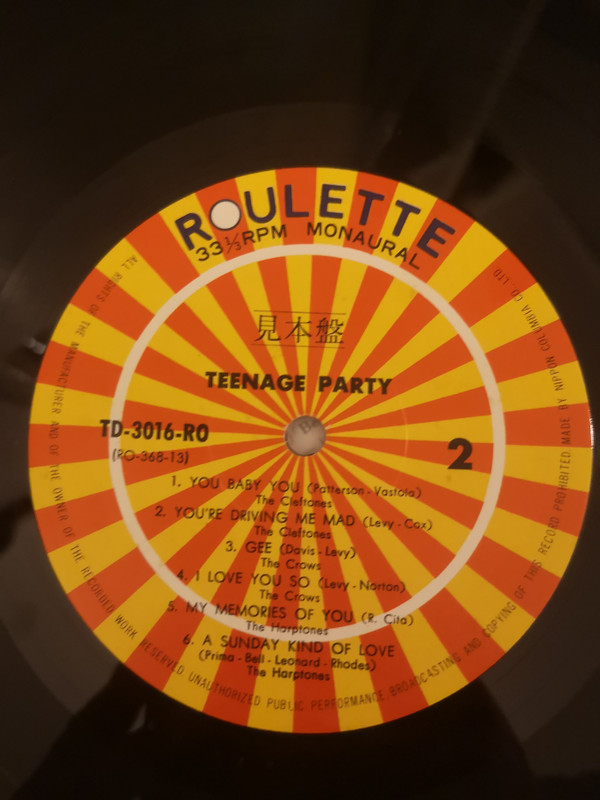 ROULETTE
33⅓ RPM MONAURAL
見本盤
TEENAGE PARTY
TD-3016-RO
(RO-368-13)
2
1. YOU BABY YOU (Patterson - Vastola)
The Cleftones
2. YOU'RE DRIVING ME MAD (Levy - Cox)
The Cleftones
3. GEE (Davis - Levy)
The Crows
4. I LOVE YOU SO (Levy - Norton)
The Crows
5. MY MEMORIES OF YOU (R. Cita)
The Harptones
6. A SUNDAY KIND OF LOVE
(Prima - Bell - Leonard - Rhodes)
The Harptones
ALL RIGHTS OF THE MANUFACTURER AND OF THE OWNER OF THE RECORDED WORK RESERVED UNAUTHORIZED PUBLIC PERFORMANCE, BROADCASTING AND COPYING OF THIS RECORD PROHIBITED MADE BY NIPPON COLUMBIA CO., LTD.